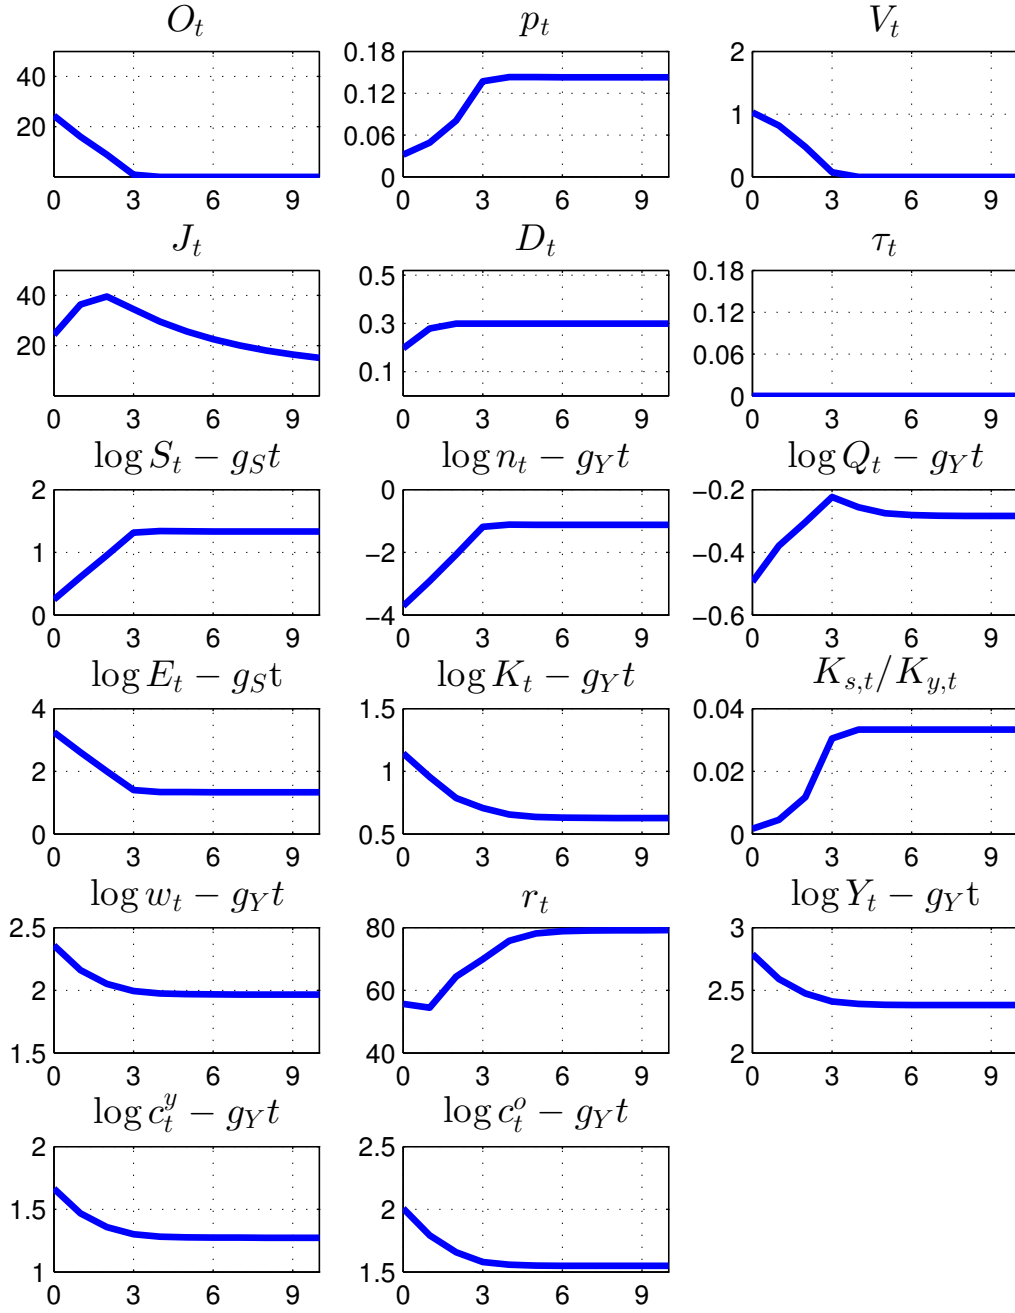 O_t p_t V_t
40 20 0.18 0.12 0.06 0 2 1 0
0 3 6 9 0 3 6 9 0 3 6 9
J_t D_t τ_t
40 20 0.5 0.3 0.1 0.18 0.12 0.06 0
0 3 6 9 0 3 6 9 0 3 6 9
log S_t − g_S t log n_t − g_Y t log Q_t − g_Y t
2 1 0 0 −2 −4 −0.2 −0.4 −0.6
0 3 6 9 0 3 6 9 0 3 6 9
log E_t − g_S t log K_t − g_Y t K_{s,t}/K_{y,t}
4 2 0 1.5 1 0.5 0.04 0.02 0
0 3 6 9 0 3 6 9 0 3 6 9
log w_t − g_Y t r_t log Y_t − g_Y t
2.5 2 1.5 80 60 40 3 2.5 2
0 3 6 9 0 3 6 9 0 3 6 9
log c_t^y − g_Y t log c_t^o − g_Y t
2 1.5 1 2.5 2 1.5
0 3 6 9 0 3 6 9